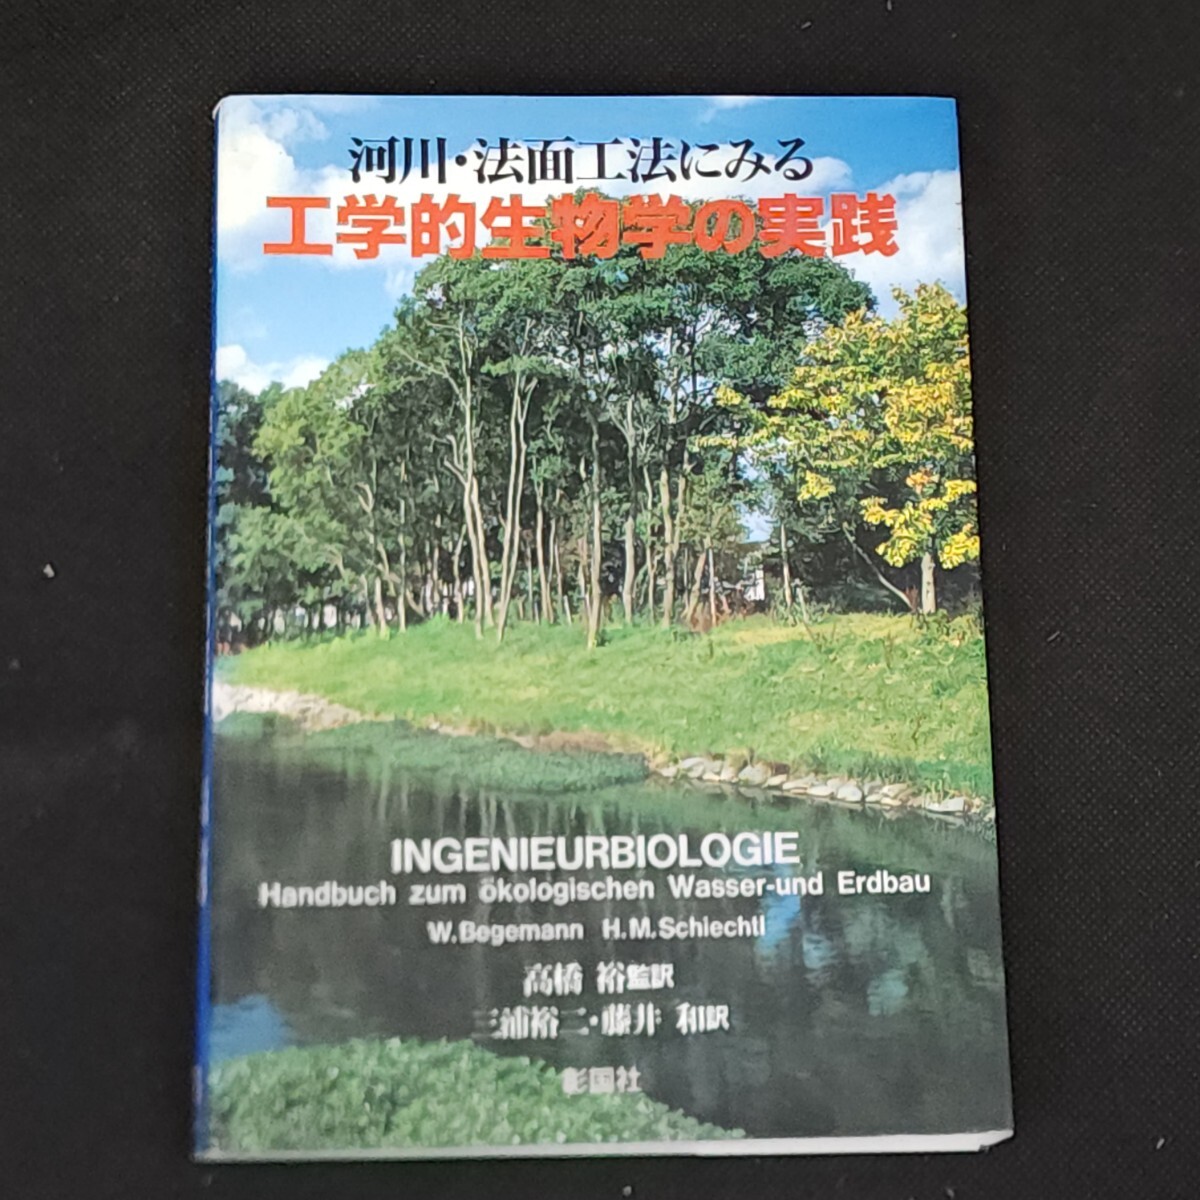 河川・法面工法にみる
工学的生物学の実践
INGENIEURBIOLOGIE
Handbuch zum ökologischen Wasser-und Erdbau
W.Begemann H.M.Schiechtl
高橋 裕監訳
三浦裕二・藤井 和訳
彰国社